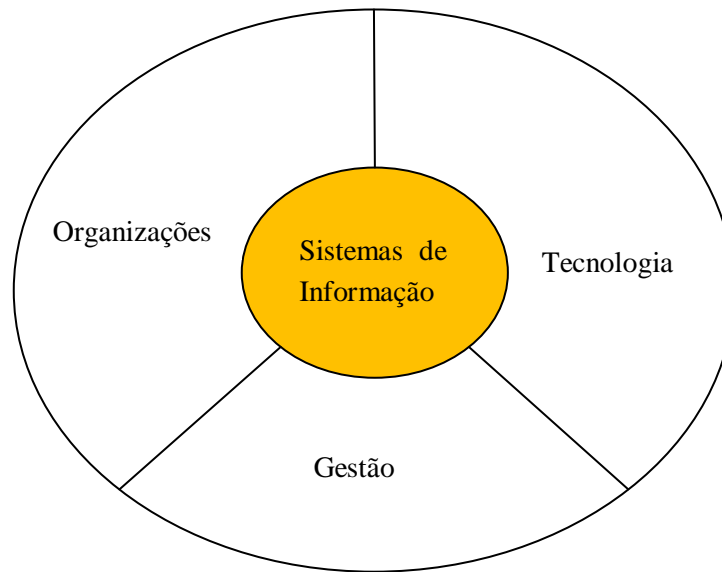 Organizações
Sistemas de
Informação
Tecnologia
Gestão